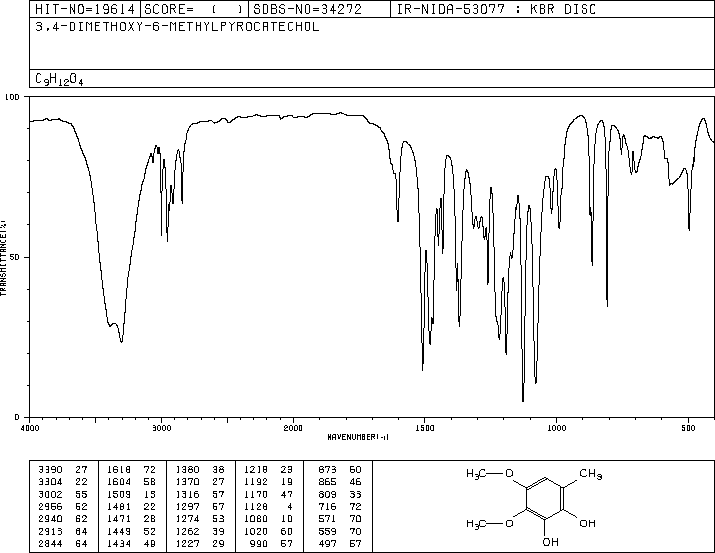 HIT-NO=19614 SCORE= ( ) SDBS-NO=34272 IR-NIDA-53077 : KBR DISC
3,4-DIMETHOXY-6-METHYLPYROCATECHOL
C9H12O4
100
50
0
TRANSMITTANCE(%)
4000 3000 2000 1500 1000 500
WAVENUMBER(-1)
3390 27 1618 72 1380 38 1218 23 873 60
3304 22 1604 58 1370 27 1192 19 865 46
3002 55 1509 15 1316 57 1170 47 809 33
2966 52 1481 22 1297 57 1128 4 716 72
2940 62 1471 28 1274 53 1080 10 571 70
2913 64 1449 52 1262 39 1020 60 559 70
2844 64 1434 49 1227 29 990 57 497 57
H3C O CH3
H3C O OH
OH